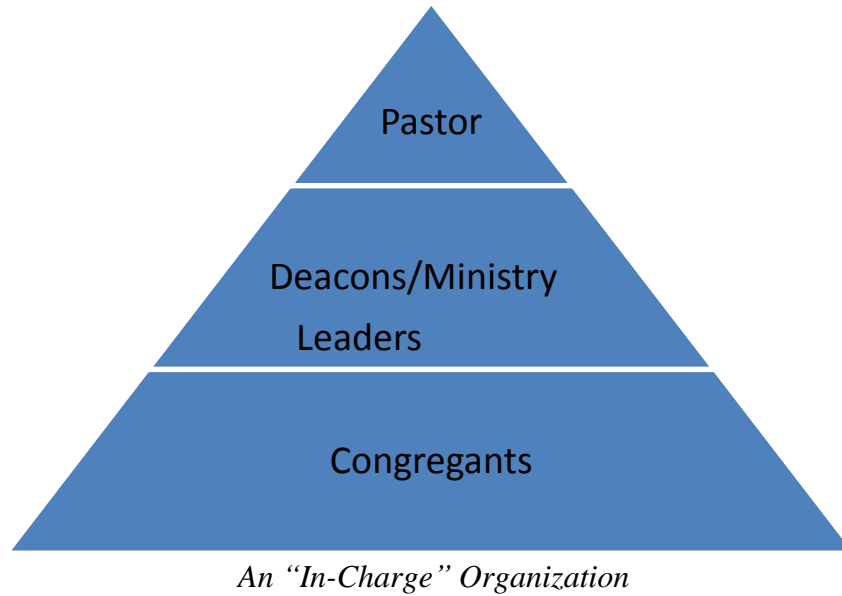 Pastor
Deacons/Ministry
Leaders
Congregants
An “In-Charge” Organization